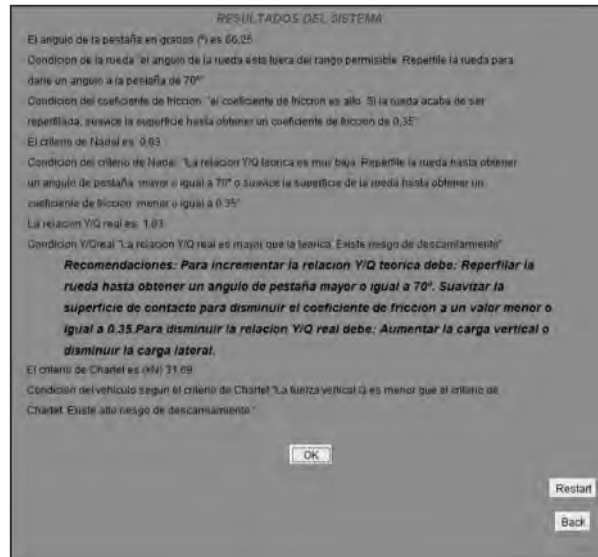 RESULTADOS DEL SISTEMA
El angulo de la pestaña en grados (º) es 66,25
Condicion de la rueda "el angulo de la rueda esta fuera del rango permisible. Reperfile la rueda para
darle un angulo a la pestaña de 70º"
Condicion del coeficiente de friccion: "el coeficiente de friccion es alto. Si la rueda acaba de ser
reperfilada, suavice la superficie hasta obtener un coeficiente de friccion de 0,35"
El criterio de Nadal es: 0.83
Condicion del criterio de Nadal: "La relacion Y/Q teorica es muy baja. Reperfile la rueda hasta obtener
un angulo de pestaña mayor o igual a 70º o suavice la superficie de la rueda hasta obtener un
coeficiente de friccion menor o igual a 0.35"
La relacion Y/Q real es: 1.03
Condicion Y/Qreal "La relacion Y/Q real es mayor que la teorica. Existe riesgo de descarrilamiento"
Recomendaciones: Para incrementar la relacion Y/Q teorica debe: Reperfilar la
rueda hasta obtener un angulo de pestaña mayor o igual a 70º. Suavizar la
superficie de contacto para disminuir el coeficiente de friccion a un valor menor o
igual a 0.35.Para disminuir la relacion Y/Q real debe: Aumentar la carga vertical o
disminuir la carga lateral.
El criterio de Chartet es (kN) 31.69
Condicion del vehiculo segun el criterio de Chartet "La fuerza vertical Q es menor que el criterio de
Chartet. Existe alto riesgo de descarrilamiento."
OK
Restart
Back